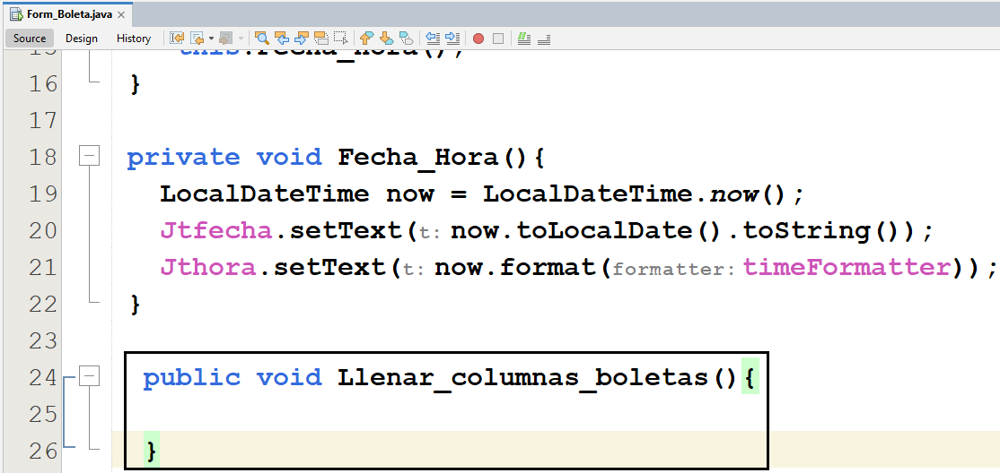 Form_Boleta.java
Source Design History
15 this.Fecha_Hora();
16 }
17
18 private void Fecha_Hora(){
19 LocalDateTime now = LocalDateTime.now();
20 Jtfecha.setText(t: now.toLocalDate().toString());
21 Jthora.setText(t: now.format(formatter: timeFormatter));
22 }
23
24 public void Llenar_columnas_boletas(){
25
26 }